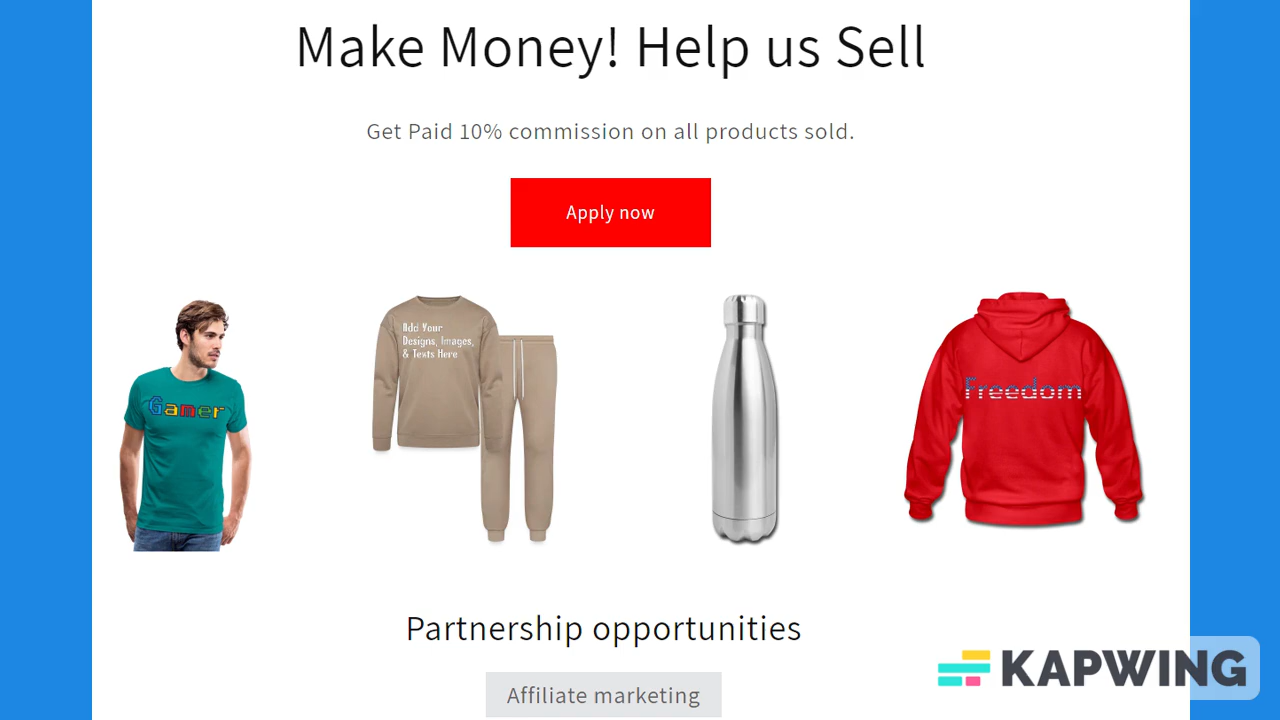 Make Money! Help us Sell
Get Paid 10% commission on all products sold.
Apply now
Gamer
Add Your
Designs, Images,
& Texts Here
Freedom
Partnership opportunities
Affiliate marketing
KAPWING